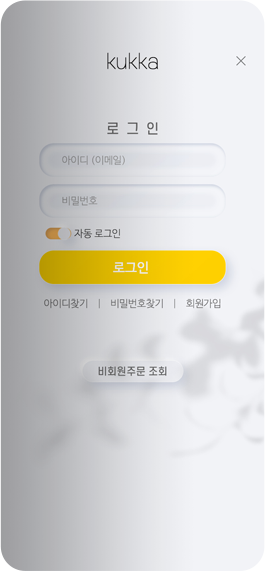 kukka
로 그 인
아이디 (이메일)
비밀번호
자동 로그인
로그인
아이디찾기 | 비밀번호찾기 | 회원가입
비회원주문 조회